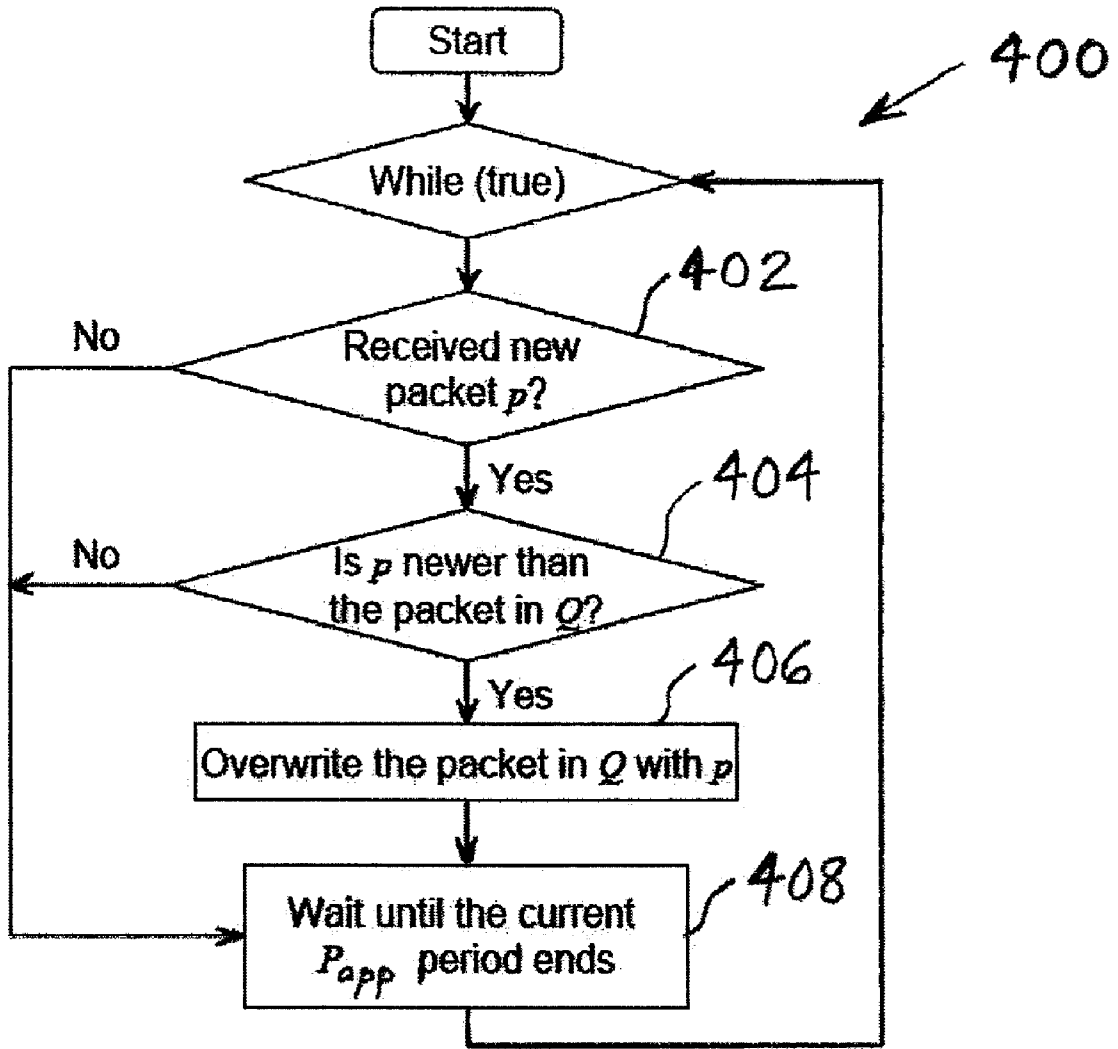 Start
400
While (true)
402
No
Received new
packet p?
Yes
404
No
Is p newer than
the packet in Q?
406
Yes
Overwrite the packet in Q with p
408
Wait until the current
Papp period ends